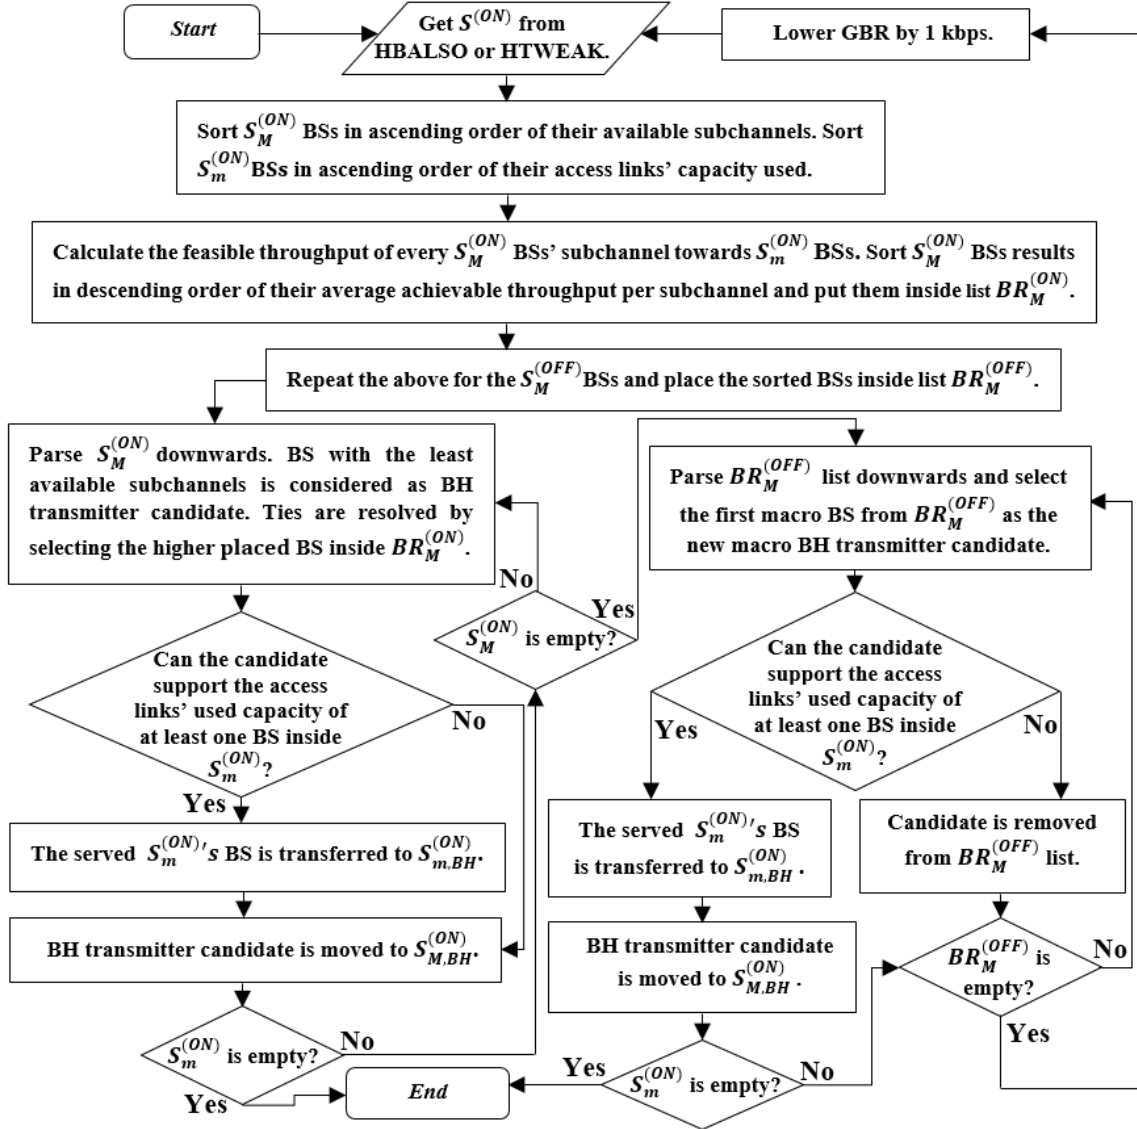 Start
Get S^(ON) from
HBALSO or HTWEAK.
Lower GBR by 1 kbps.
Sort S_M^(ON) BSs in ascending order of their available subchannels. Sort
S_m^(ON) BSs in ascending order of their access links' capacity used.
Calculate the feasible throughput of every S_M^(ON) BSs' subchannel towards S_m^(ON) BSs. Sort S_M^(ON) BSs results
in descending order of their average achievable throughput per subchannel and put them inside list BR_M^(ON).
Repeat the above for the S_M^(OFF) BSs and place the sorted BSs inside list BR_M^(OFF).
Parse S_M^(ON) downwards. BS with the least
available subchannels is considered as BH
transmitter candidate. Ties are resolved by
selecting the higher placed BS inside BR_M^(ON).
No
S_M^(ON) is empty?
Yes
Parse BR_M^(OFF) list downwards and select
the first macro BS from BR_M^(OFF) as the
new macro BH transmitter candidate.
Can the candidate
support the access
links' used capacity of
at least one BS inside
S_m^(ON)?
No
Yes
Can the candidate
support the access
links' used capacity of
at least one BS inside
S_m^(ON)?
Yes
No
The served S_m^(ON)'s BS is transferred to S_m,BH^(ON).
BH transmitter candidate is moved to S_M,BH^(ON).
S_m^(ON) is empty?
No
Yes
The served S_m^(ON)'s BS
is transferred to S_m,BH^(ON).
BH transmitter candidate
is moved to S_M,BH^(ON).
Candidate is removed
from BR_M^(OFF) list.
BR_M^(OFF) is
empty?
No
Yes
S_m^(ON) is empty?
Yes
No
End